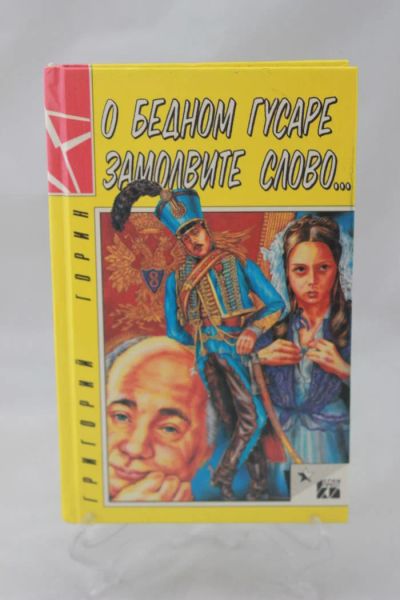 О БЕДНОМ ГУСАРЕ
ЗАМОЛВИТЕ СЛОВО...
ГРИГОРИЙ ГОРИН